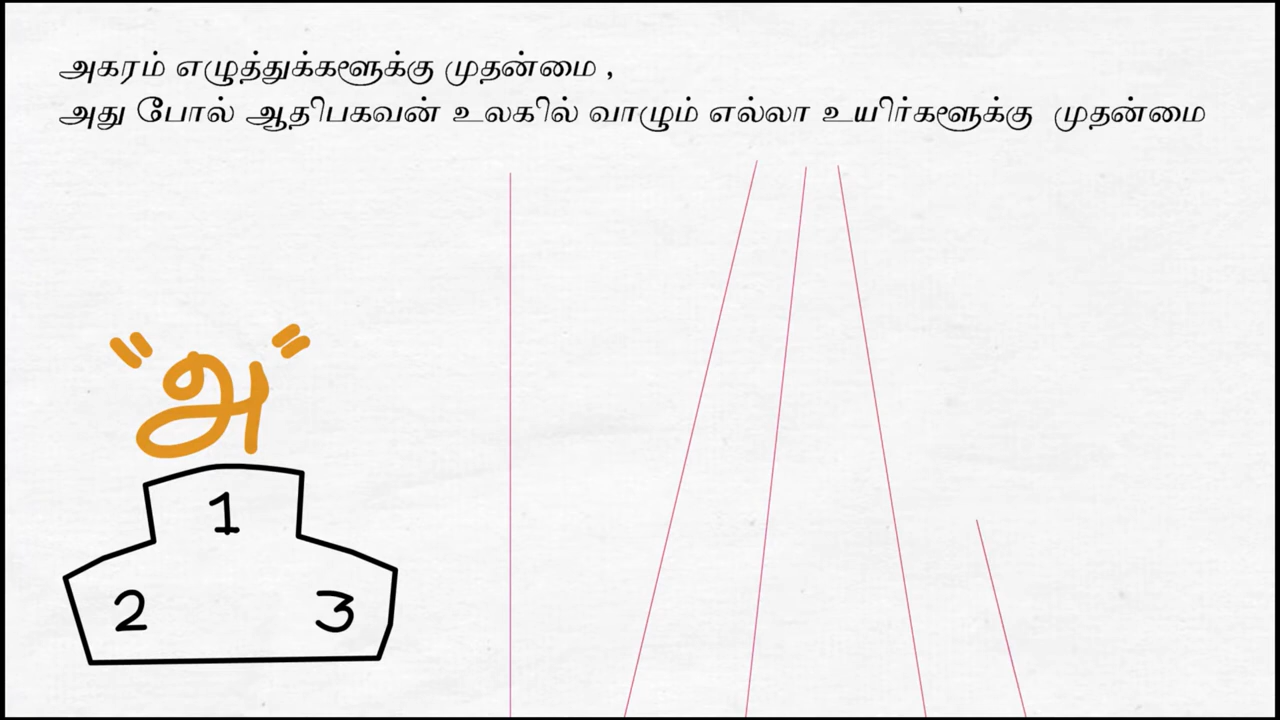 அகரம் எழுத்துக்களூக்கு முதன்மை ,
அது போல் ஆதிபகவன் உலகில் வாழும் எல்லா உயிர்களூக்கு முதன்மை
"அ"
1
2 3